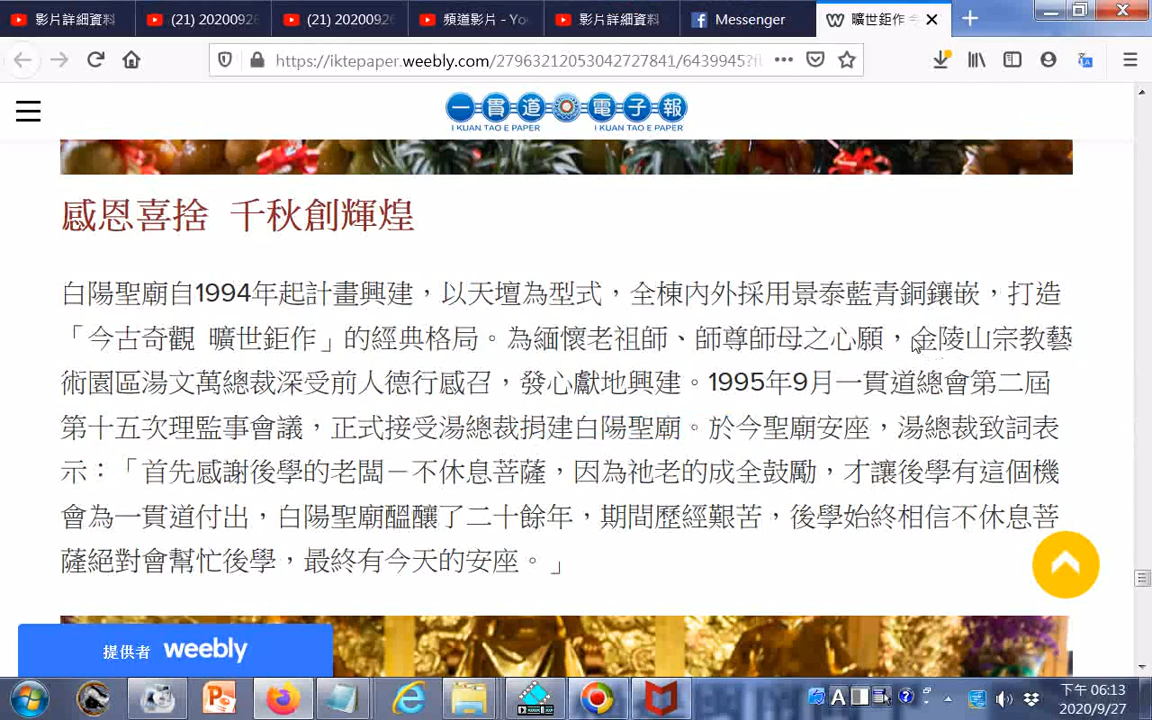 影片詳細資料
(21) 2020092
(21) 2020092
頻道影片 - Yo
影片詳細資料
Messenger
曠世鉅作
https://iktepaper.weebly.com/27963212053042727841/6439945?f
一貫道電子報
I KUAN TAO E PAPER I KUAN TAO E PAPER
感恩喜捨 千秋創輝煌
白陽聖廟自1994年起計畫興建，以天壇為型式，全棟內外採用景泰藍青銅鑲嵌，打造
「今古奇觀 曠世鉅作」的經典格局。為緬懷老祖師、師尊師母之心願，金陵山宗教藝
術園區湯文萬總裁深受前人德行感召，發心獻地興建。1995年9月一貫道總會第二屆
第十五次理監事會議，正式接受湯總裁捐建白陽聖廟。於今聖廟安座，湯總裁致詞表
示：「首先感謝後學的老闆－不休息菩薩，因為祂老的成全鼓勵，才讓後學有這個機
會為一貫道付出，白陽聖廟醞釀了二十餘年，期間歷經艱苦，後學始終相信不休息菩
薩絕對會幫忙後學，最終有今天的安座。」
提供者 weebly
下午 06:13
2020/9/27